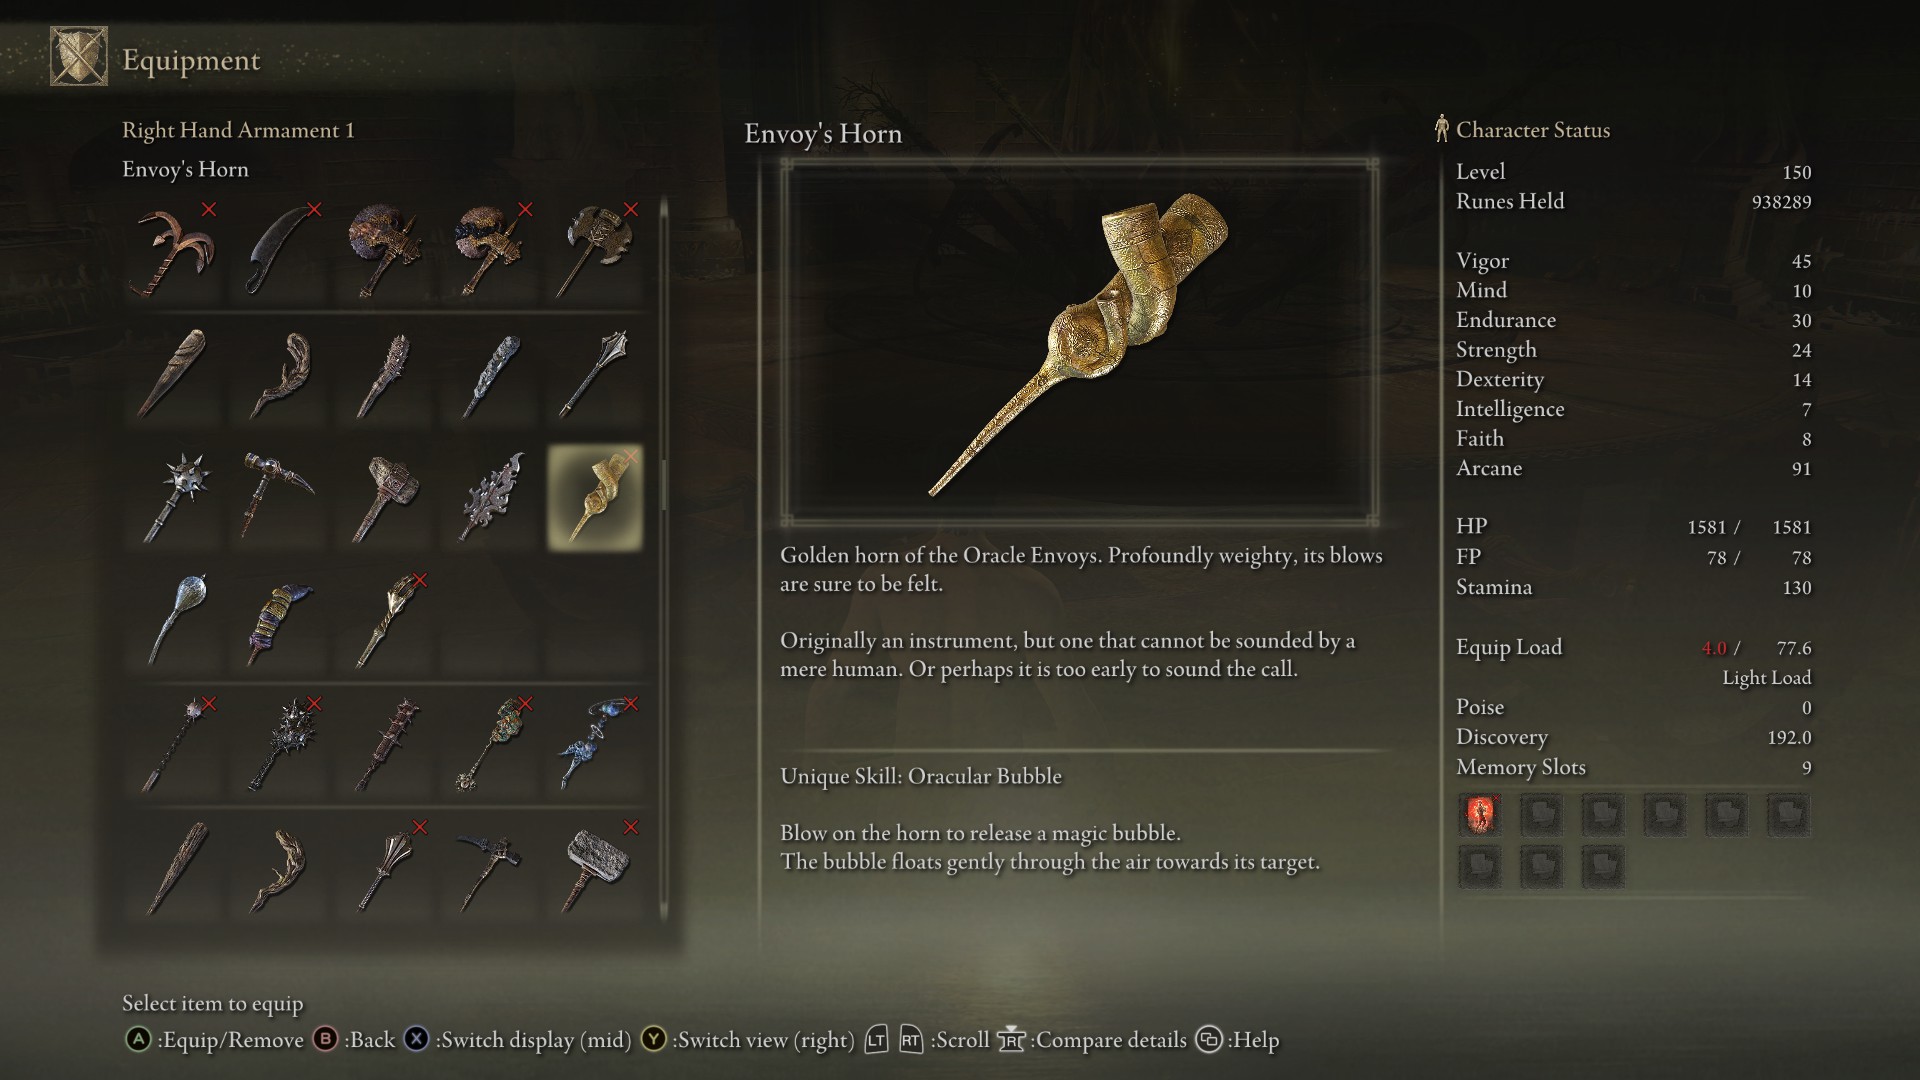 Equipment
Right Hand Armament 1
Envoy's Horn
Envoy's Horn
Golden horn of the Oracle Envoys. Profoundly weighty, its blows
are sure to be felt.
Originally an instrument, but one that cannot be sounded by a
mere human. Or perhaps it is too early to sound the call.
Unique Skill: Oracular Bubble
Blow on the horn to release a magic bubble.
The bubble floats gently through the air towards its target.
Character Status
Level 150
Runes Held 938289
Vigor 45
Mind 10
Endurance 30
Strength 24
Dexterity 14
Intelligence 7
Faith 8
Arcane 91
HP 1581 / 1581
FP 78 / 78
Stamina 130
Equip Load 4.0 / 77.6
Light Load
Poise 0
Discovery 192.0
Memory Slots 9
Select item to equip
A :Equip/Remove B :Back X :Switch display (mid) Y :Switch view (right) LT RT :Scroll R :Compare details :Help